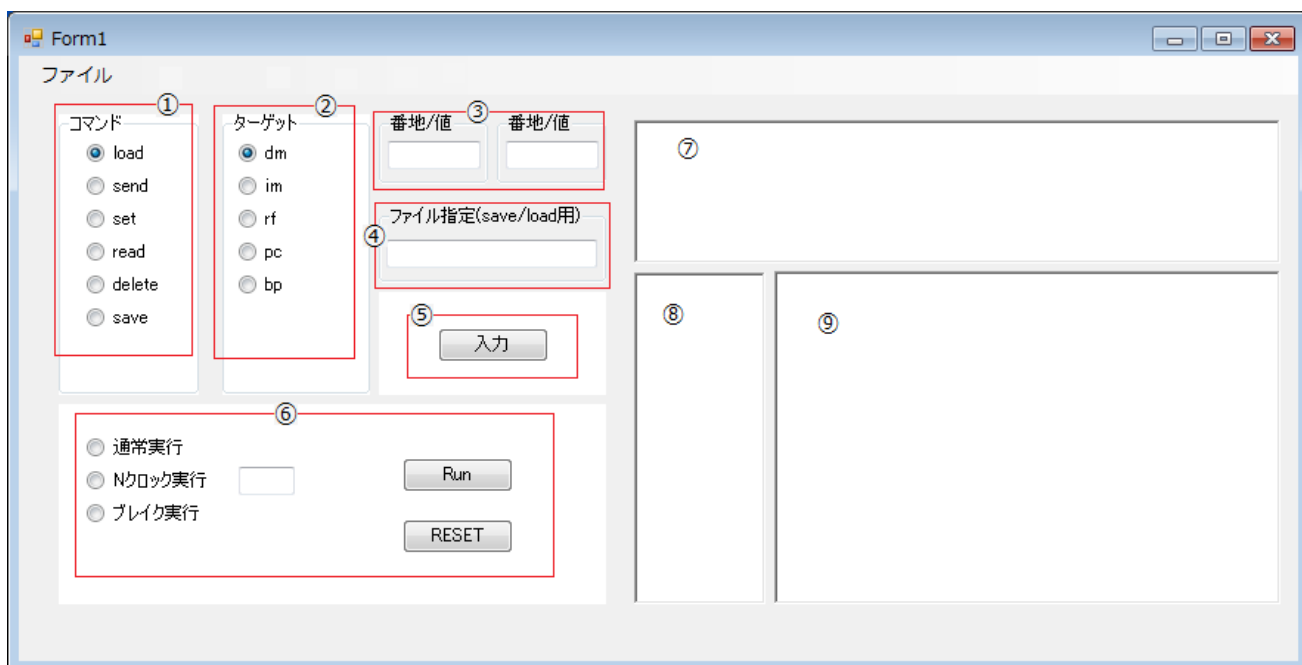 Form1
ファイル
①
コマンド
load
send
set
read
delete
save
②
ターゲット
dm
im
rf
pc
bp
③
番地/値
番地/値
④
ファイル指定(save/load用)
⑤
入力
⑥
通常実行
Nクロック実行
ブレイク実行
Run
RESET
⑦
⑧
⑨